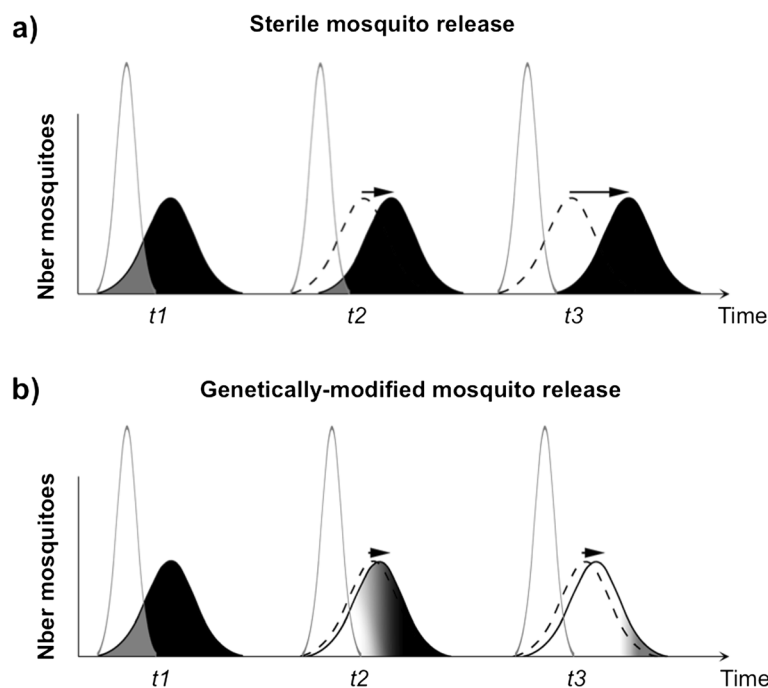 a)
Sterile mosquito release
Nber mosquitoes
t1 t2 t3 Time
b)
Genetically-modified mosquito release
Nber mosquitoes
t1 t2 t3 Time